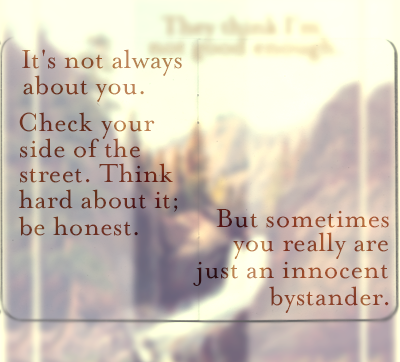 They think I'm
not good enough.
It's not always
about you.
Check your
side of the
street. Think
hard about it;
be honest.
But sometimes
you really are
just an innocent
bystander.